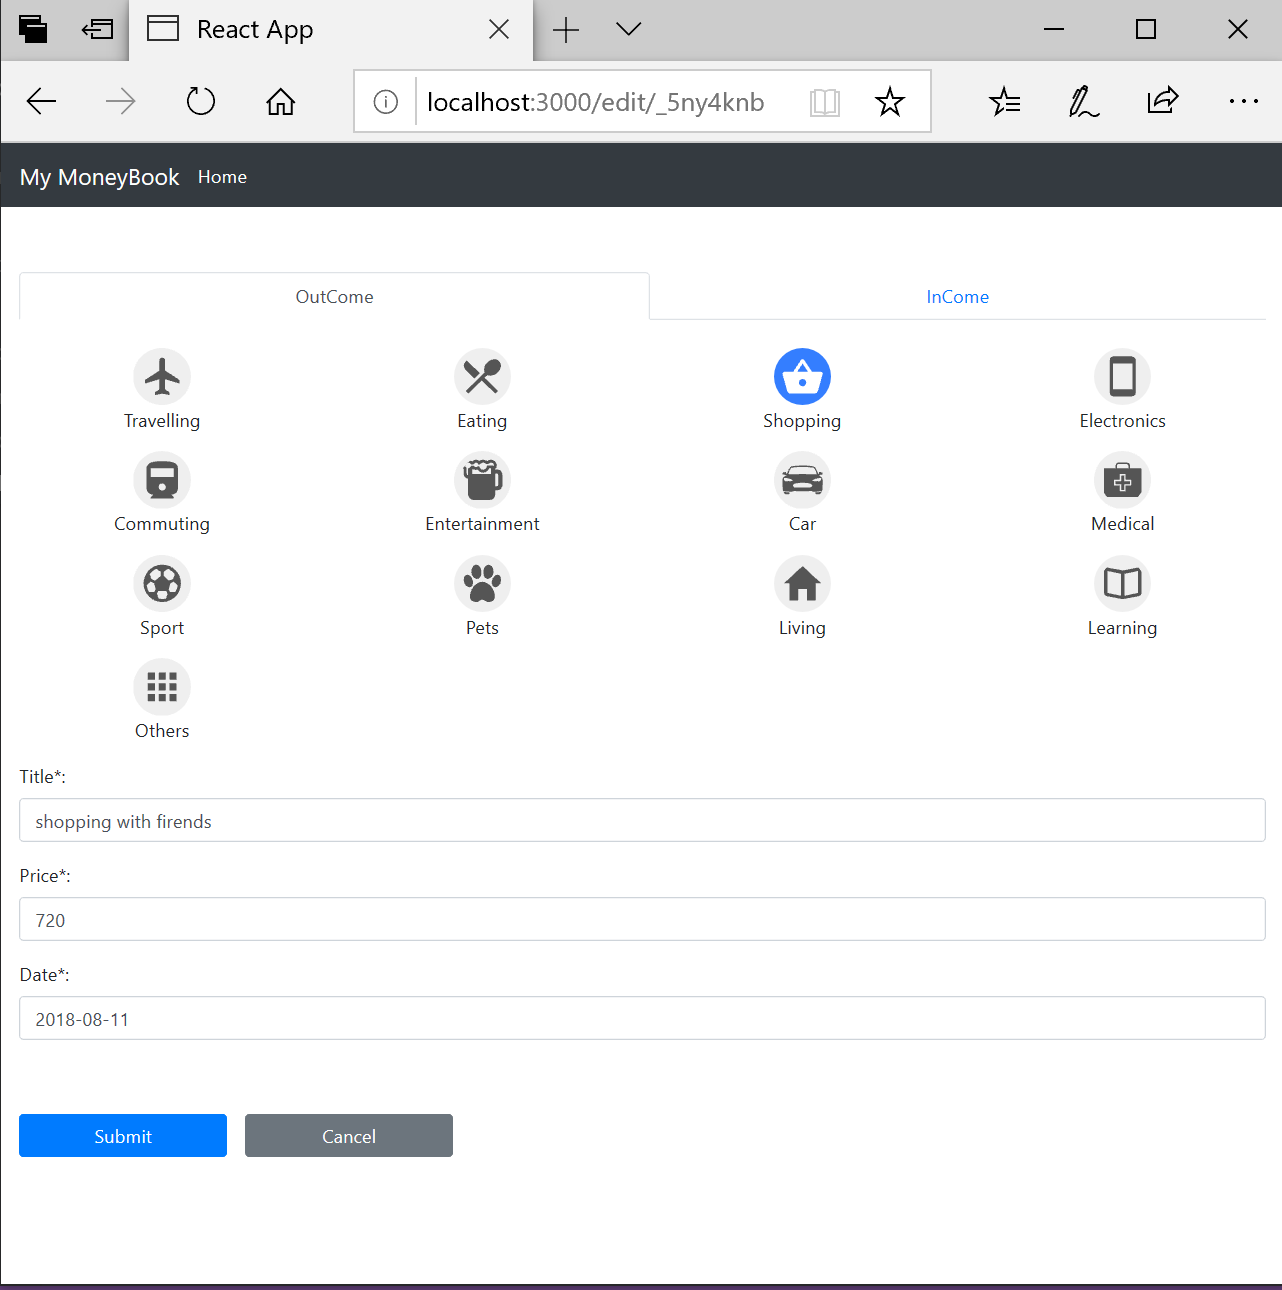 React App
localhost:3000/edit/_5ny4knb
My MoneyBook Home
OutCome InCome
Travelling Eating Shopping Electronics
Commuting Entertainment Car Medical
Sport Pets Living Learning
Others
Title*:
shopping with firends
Price*:
720
Date*:
2018-08-11
Submit Cancel